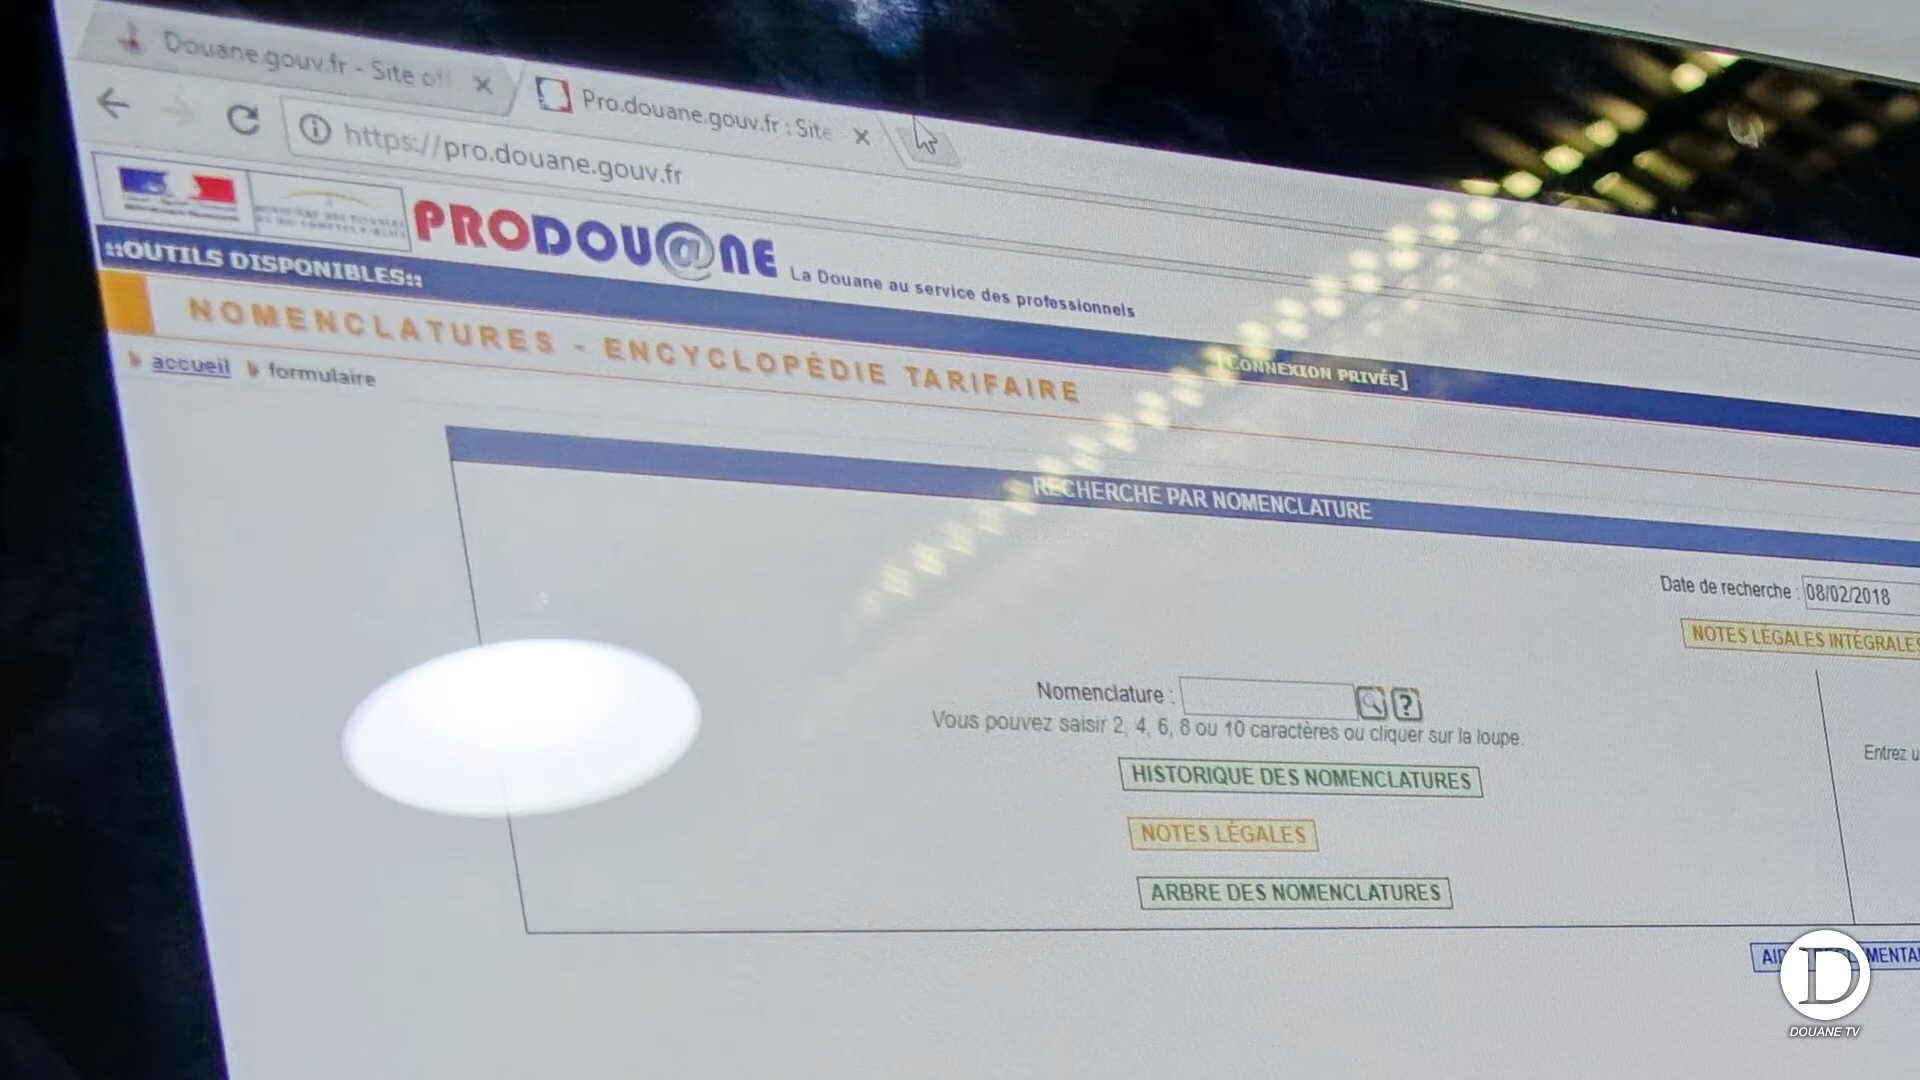 Douane.gouv.fr - Site of
Pro.douane.gouv.fr : Site
https://pro.douane.gouv.fr
PRODOU@NE
La Douane au service des professionnels
::OUTILS DISPONIBLES::
[CONNEXION PRIVÉE]
NOMENCLATURES - ENCYCLOPÉDIE TARIFAIRE
accueil formulaire
RECHERCHE PAR NOMENCLATURE
Date de recherche : 08/02/2018
NOTES LÉGALES INTÉGRALES
Nomenclature :
Vous pouvez saisir 2, 4, 6, 8 ou 10 caractères ou cliquer sur la loupe.
Entrez u
HISTORIQUE DES NOMENCLATURES
NOTES LÉGALES
ARBRE DES NOMENCLATURES
D
DOUANE TV